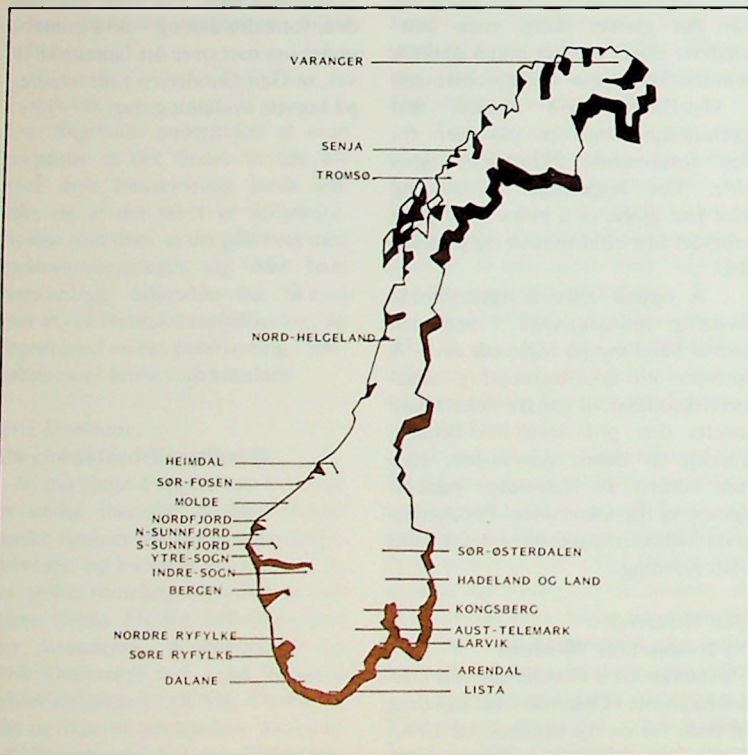 VARANGER
SENJA
TROMSØ
NORD-HELGELAND
HEIMDAL
SØR-FOSEN
MOLDE
NORDFJORD
N-SUNNFJORD
S-SUNNFJORD
YTRE-SOGN
INDRE-SOGN
BERGEN
NORDRE RYFYLKE
SØRE RYFYLKE
DALANE
SØR-ØSTERDALEN
HADELAND OG LAND
KONGSBERG
AUST-TELEMARK
LARVIK
ARENDAL
LISTA